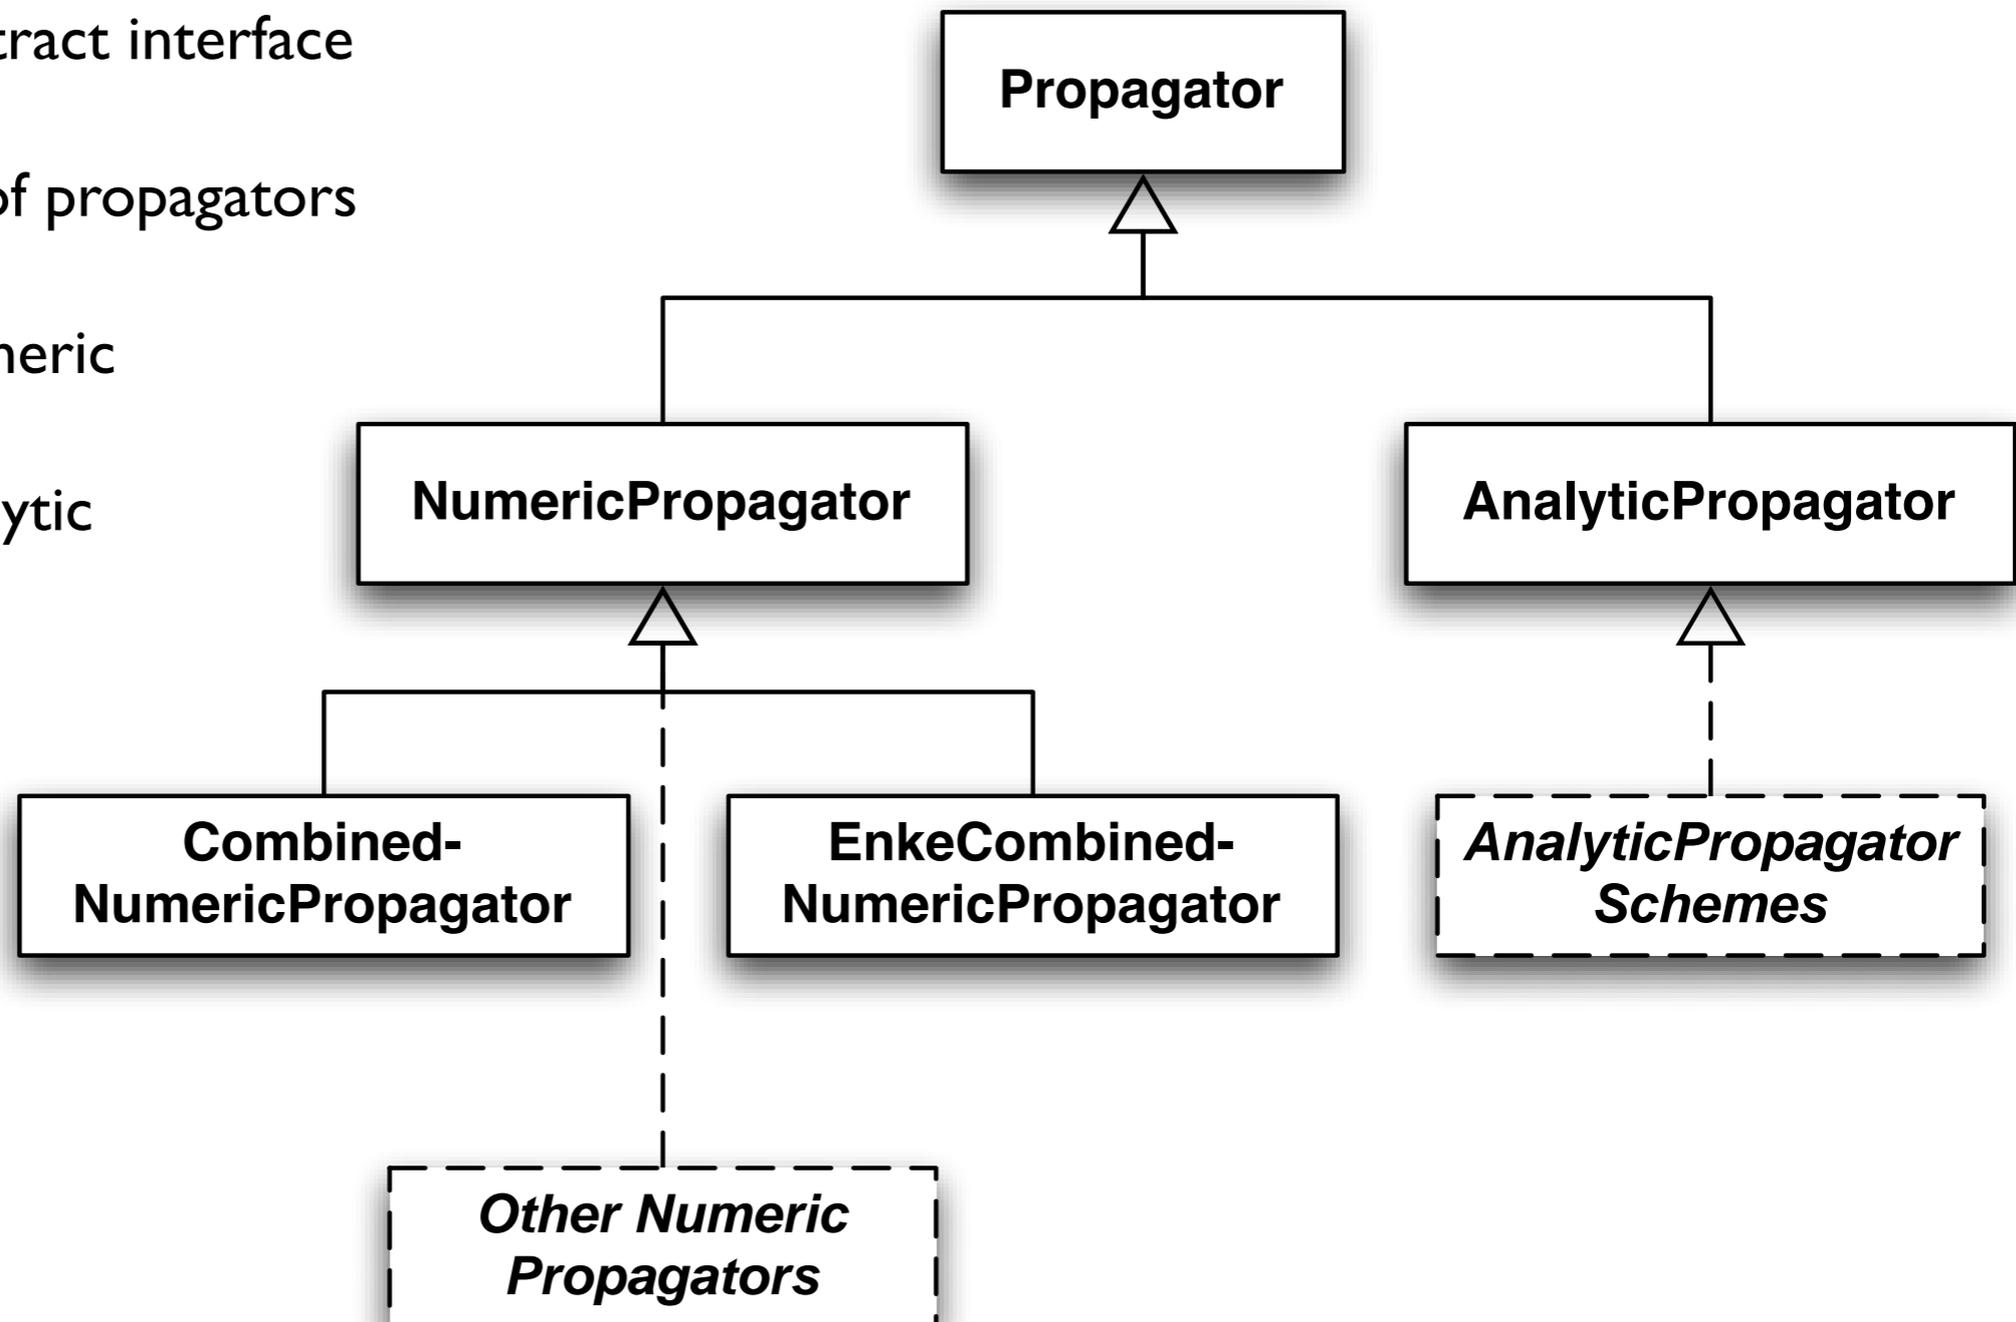 tract interface
of propagators
neric
ytic
Propagator
NumericPropagator
AnalyticPropagator
Combined-
NumericPropagator
EnkeCombined-
NumericPropagator
AnalyticPropagator
Schemes
Other Numeric
Propagators